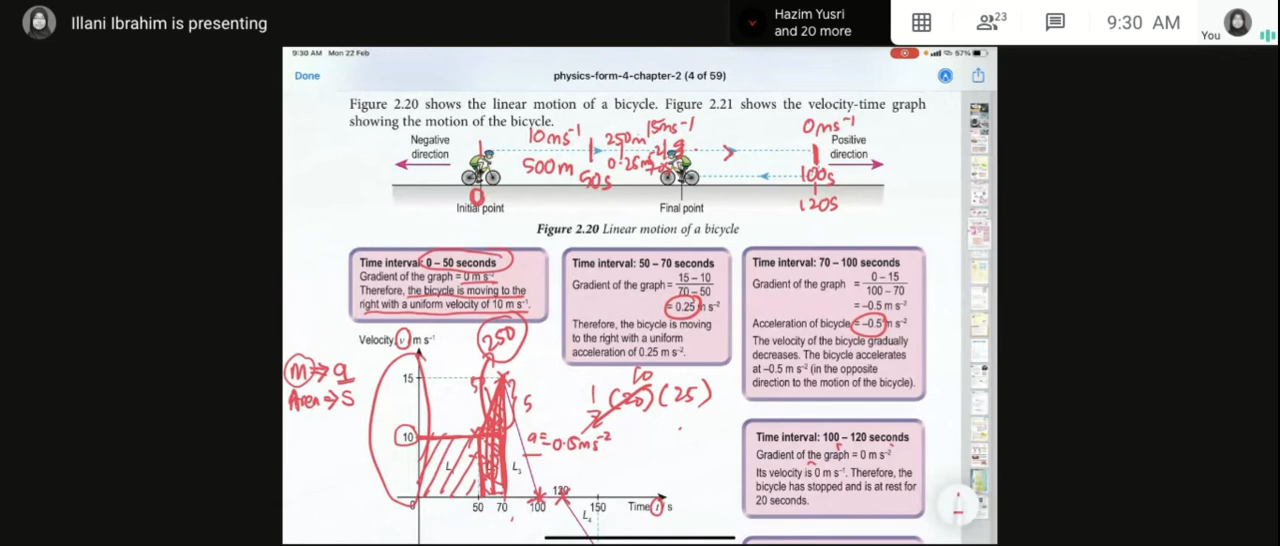 Illani Ibrahim is presenting
Hazim Yusri
and 20 more
23
9:30 AM
You
9:30 AM Mon 22 Feb
57%
Done
physics-form-4-chapter-2 (4 of 59)
Figure 2.20 shows the linear motion of a bicycle. Figure 2.21 shows the velocity-time graph
showing the motion of the bicycle.
Negative
direction
10ms⁻¹
250m
15ms⁻¹
0ms⁻¹
Positive
direction
500m
50s
100s
120s
0
Initial point
Final point
Figure 2.20 Linear motion of a bicycle
Time interval: 0 – 50 seconds
Gradient of the graph = 0 m s⁻²
Therefore, the bicycle is moving to the
right with a uniform velocity of 10 m s⁻¹.
Time interval: 50 - 70 seconds
Gradient of the graph = 15 – 10
70 – 50
= 0.25 m s⁻²
Therefore, the bicycle is moving
to the right with a uniform
acceleration of 0.25 m s⁻².
Time interval: 70 - 100 seconds
Gradient of the graph = 0 – 15
100 – 70
= –0.5 m s⁻²
Acceleration of bicycle = –0.5 m s⁻²
The velocity of the bicycle gradually
decreases. The bicycle accelerates
at –0.5 m s⁻² (in the opposite
direction to the motion of the bicycle).
Time interval: 100 – 120 seconds
Gradient of the graph = 0 m s⁻²
Its velocity is 0 m s⁻¹. Therefore, the
bicycle has stopped and is at rest for
20 seconds.
Velocity, v / m s⁻¹
250
m ⇒ a
Area ⇒ s
15
10
0
5
10
1/2 (20) (25)
a = 0.5ms⁻²
L₃
50
70
100
120
150
Time, t / s
L₄